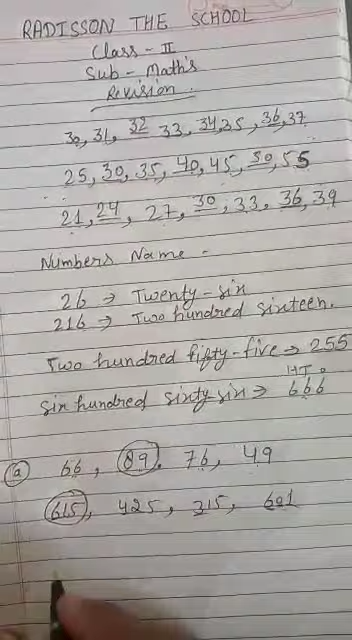 RADISSON THE SCHOOL
Class - II
Sub - Math's
Revision.
30, 31, 32 33, 34, 35, 36, 37
25, 30, 35, 40, 45, 50, 55
21, 24, 27, 30, 33, 36, 39
Numbers Name -
26 → Twenty-six
216 → Two hundred sixteen.
Two hundred fifty-five → 255
HTO
Six hundred sixty-six → 666
(a) 66, 89, 76, 49
615, 425, 315, 601